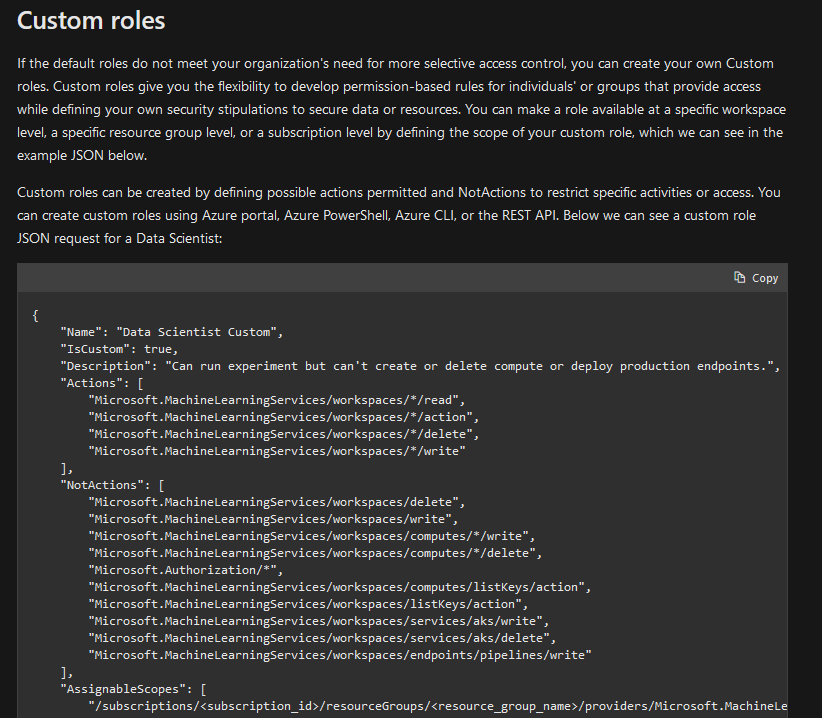 Custom roles
If the default roles do not meet your organization's need for more selective access control, you can create your own Custom
roles. Custom roles give you the flexibility to develop permission-based rules for individuals' or groups that provide access
while defining your own security stipulations to secure data or resources. You can make a role available at a specific workspace
level, a specific resource group level, or a subscription level by defining the scope of your custom role, which we can see in the
example JSON below.
Custom roles can be created by defining possible actions permitted and NotActions to restrict specific activities or access. You
can create custom roles using Azure portal, Azure PowerShell, Azure CLI, or the REST API. Below we can see a custom role
JSON request for a Data Scientist:
Copy
{
    "Name": "Data Scientist Custom",
    "IsCustom": true,
    "Description": "Can run experiment but can't create or delete compute or deploy production endpoints.",
    "Actions": [
        "Microsoft.MachineLearningServices/workspaces/*/read",
        "Microsoft.MachineLearningServices/workspaces/*/action",
        "Microsoft.MachineLearningServices/workspaces/*/delete",
        "Microsoft.MachineLearningServices/workspaces/*/write"
    ],
    "NotActions": [
        "Microsoft.MachineLearningServices/workspaces/delete",
        "Microsoft.MachineLearningServices/workspaces/write",
        "Microsoft.MachineLearningServices/workspaces/computes/*/write",
        "Microsoft.MachineLearningServices/workspaces/computes/*/delete",
        "Microsoft.Authorization/*",
        "Microsoft.MachineLearningServices/workspaces/computes/listKeys/action",
        "Microsoft.MachineLearningServices/workspaces/listKeys/action",
        "Microsoft.MachineLearningServices/workspaces/services/aks/write",
        "Microsoft.MachineLearningServices/workspaces/services/aks/delete",
        "Microsoft.MachineLearningServices/workspaces/endpoints/pipelines/write"
    ],
    "AssignableScopes": [
        "/subscriptions/<subscription_id>/resourceGroups/<resource_group_name>/providers/Microsoft.MachineLe